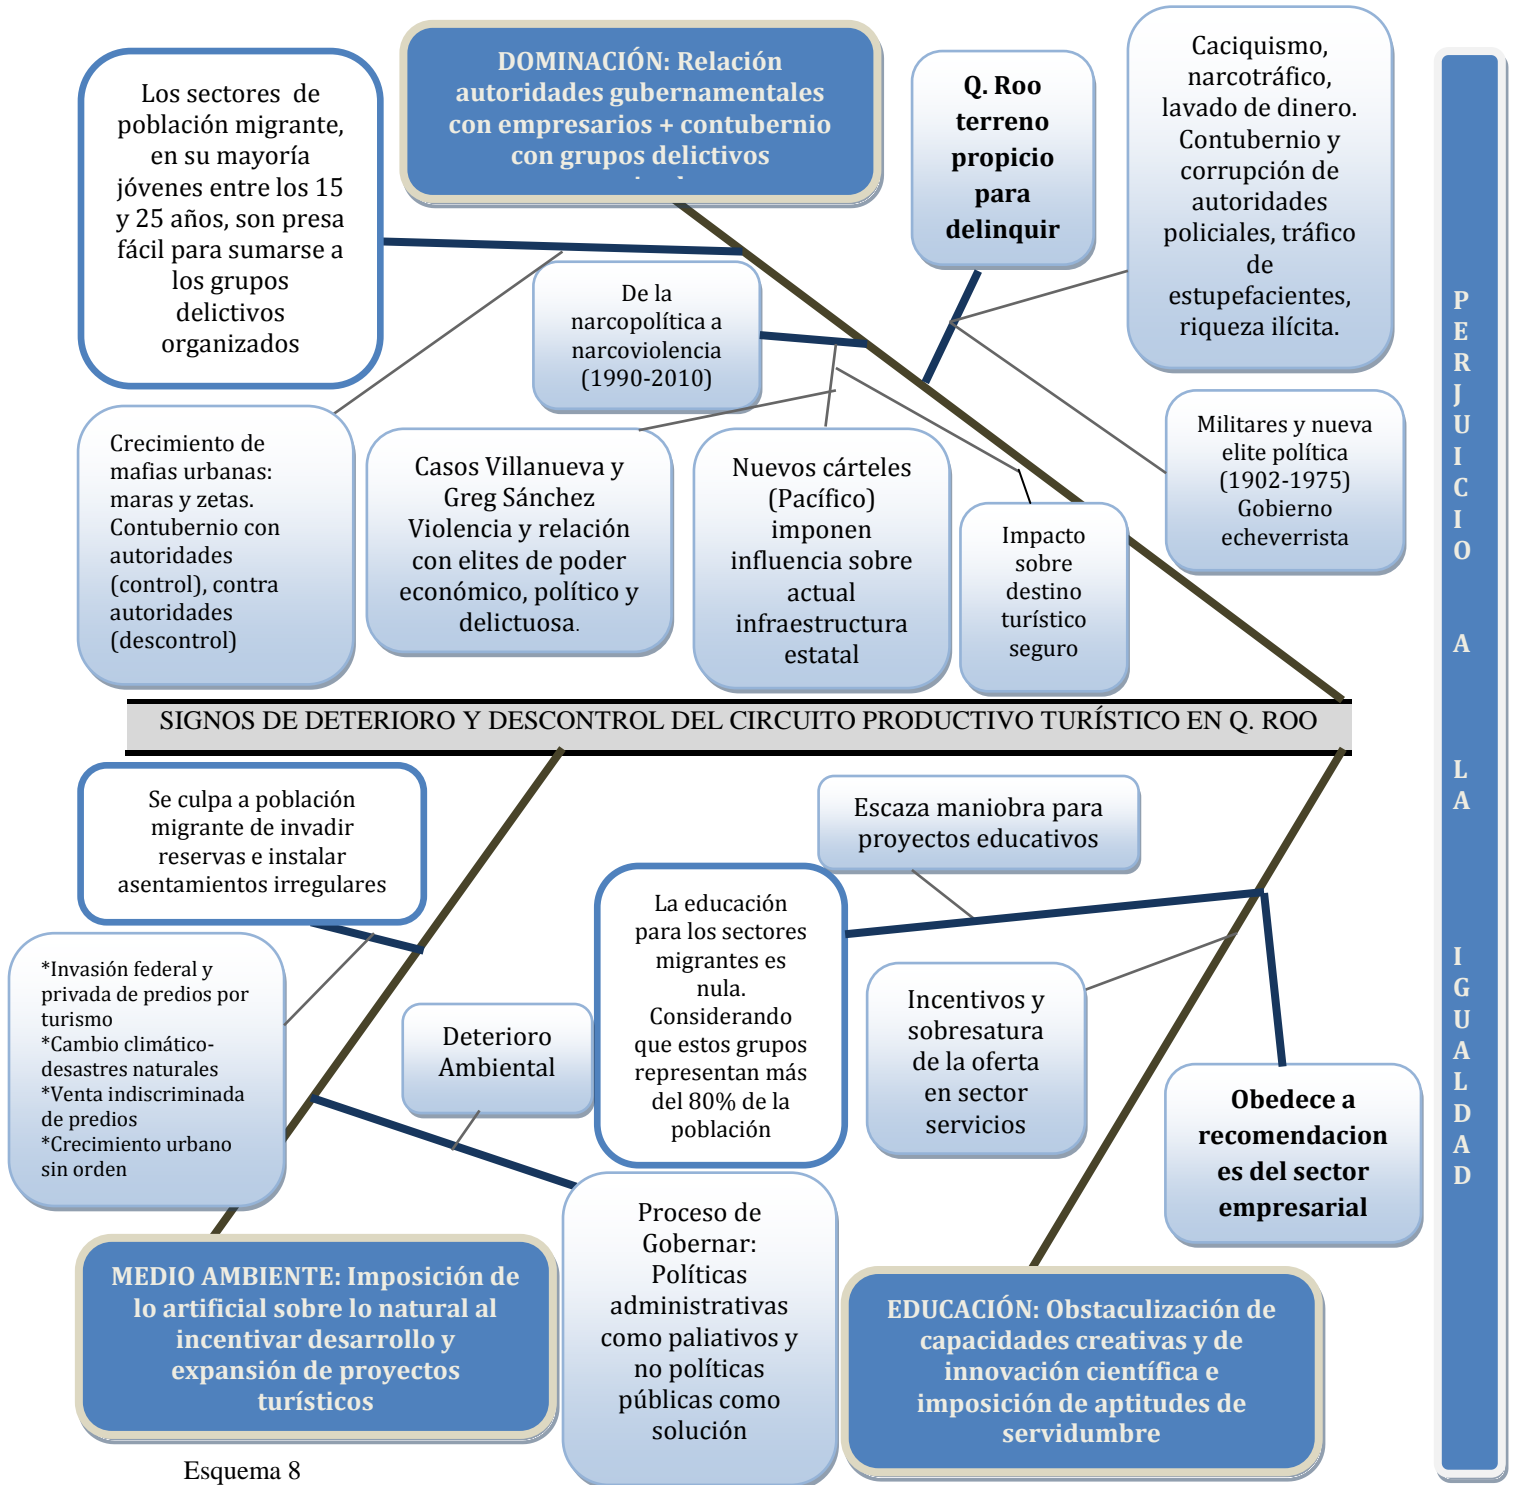 Los sectores de
población migrante,
en su mayoría
jóvenes entre los 15
y 25 años, son presa
fácil para sumarse a
los grupos
delictivos
organizados
DOMINACIÓN: Relación
autoridades gubernamentales
con empresarios + contubernio
con grupos delictivos
Q. Roo
terreno
propicio
para
delinquir
Caciquismo,
narcotráfico,
lavado de dinero.
Contubernio y
corrupción de
autoridades
policiales, tráfico
de
estupefacientes,
riqueza ilícita.
De la
narcopolítica a
narcoviolencia
(1990-2010)
Crecimiento de
mafias urbanas:
maras y zetas.
Contubernio con
autoridades
(control), contra
autoridades
(descontrol)
Casos Villanueva y
Greg Sánchez
Violencia y relación
con elites de poder
económico, político y
delictuosa.
Nuevos cárteles
(Pacífico)
imponen
influencia sobre
actual
infraestructura
estatal
Impacto
sobre
destino
turístico
seguro
Militares y nueva
elite política
(1902-1975)
Gobierno
echeverrista
SIGNOS DE DETERIORO Y DESCONTROL DEL CIRCUITO PRODUCTIVO TURÍSTICO EN Q. ROO
Se culpa a población
migrante de invadir
reservas e instalar
asentamientos irregulares
*Invasión federal y
privada de predios por
turismo
*Cambio climático-
desastres naturales
*Venta indiscriminada
de predios
*Crecimiento urbano
sin orden
Deterioro
Ambiental
La educación
para los sectores
migrantes es
nula.
Considerando
que estos grupos
representan más
del 80% de la
población
Escaza maniobra para
proyectos educativos
Incentivos y
sobresatura
de la oferta
en sector
servicios
Obedece a
recomendacion
es del sector
empresarial
MEDIO AMBIENTE: Imposición de
lo artificial sobre lo natural al
incentivar desarrollo y
expansión de proyectos
turísticos
Proceso de
Gobernar:
Políticas
administrativas
como paliativos y
no políticas
públicas como
solución
EDUCACIÓN: Obstaculización de
capacidades creativas y de
innovación científica e
imposición de aptitudes de
servidumbre
PERJUICIO A LA IGUALDAD
Esquema 8